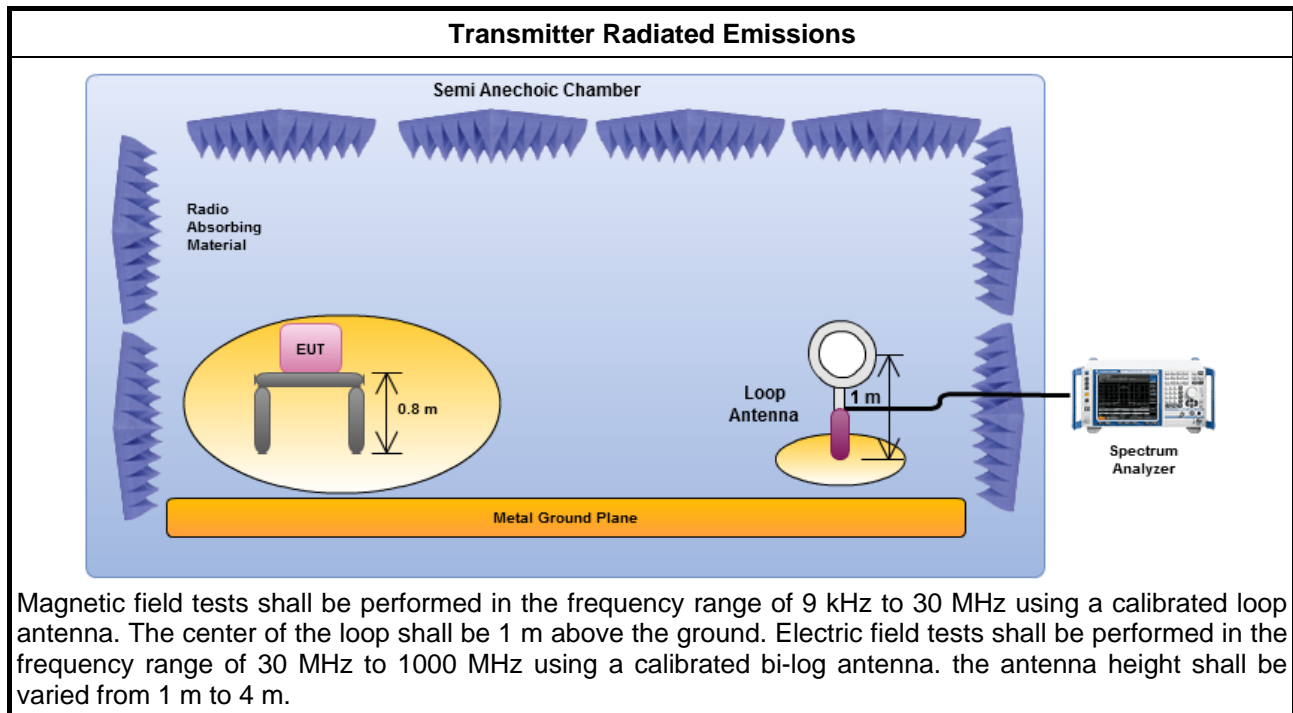 Transmitter Radiated Emissions
Semi Anechoic Chamber
Radio
Absorbing
Material
EUT
0.8 m
Loop
Antenna
1 m
Spectrum
Analyzer
Metal Ground Plane
Magnetic field tests shall be performed in the frequency range of 9 kHz to 30 MHz using a calibrated loop
antenna. The center of the loop shall be 1 m above the ground. Electric field tests shall be performed in the
frequency range of 30 MHz to 1000 MHz using a calibrated bi-log antenna. the antenna height shall be
varied from 1 m to 4 m.